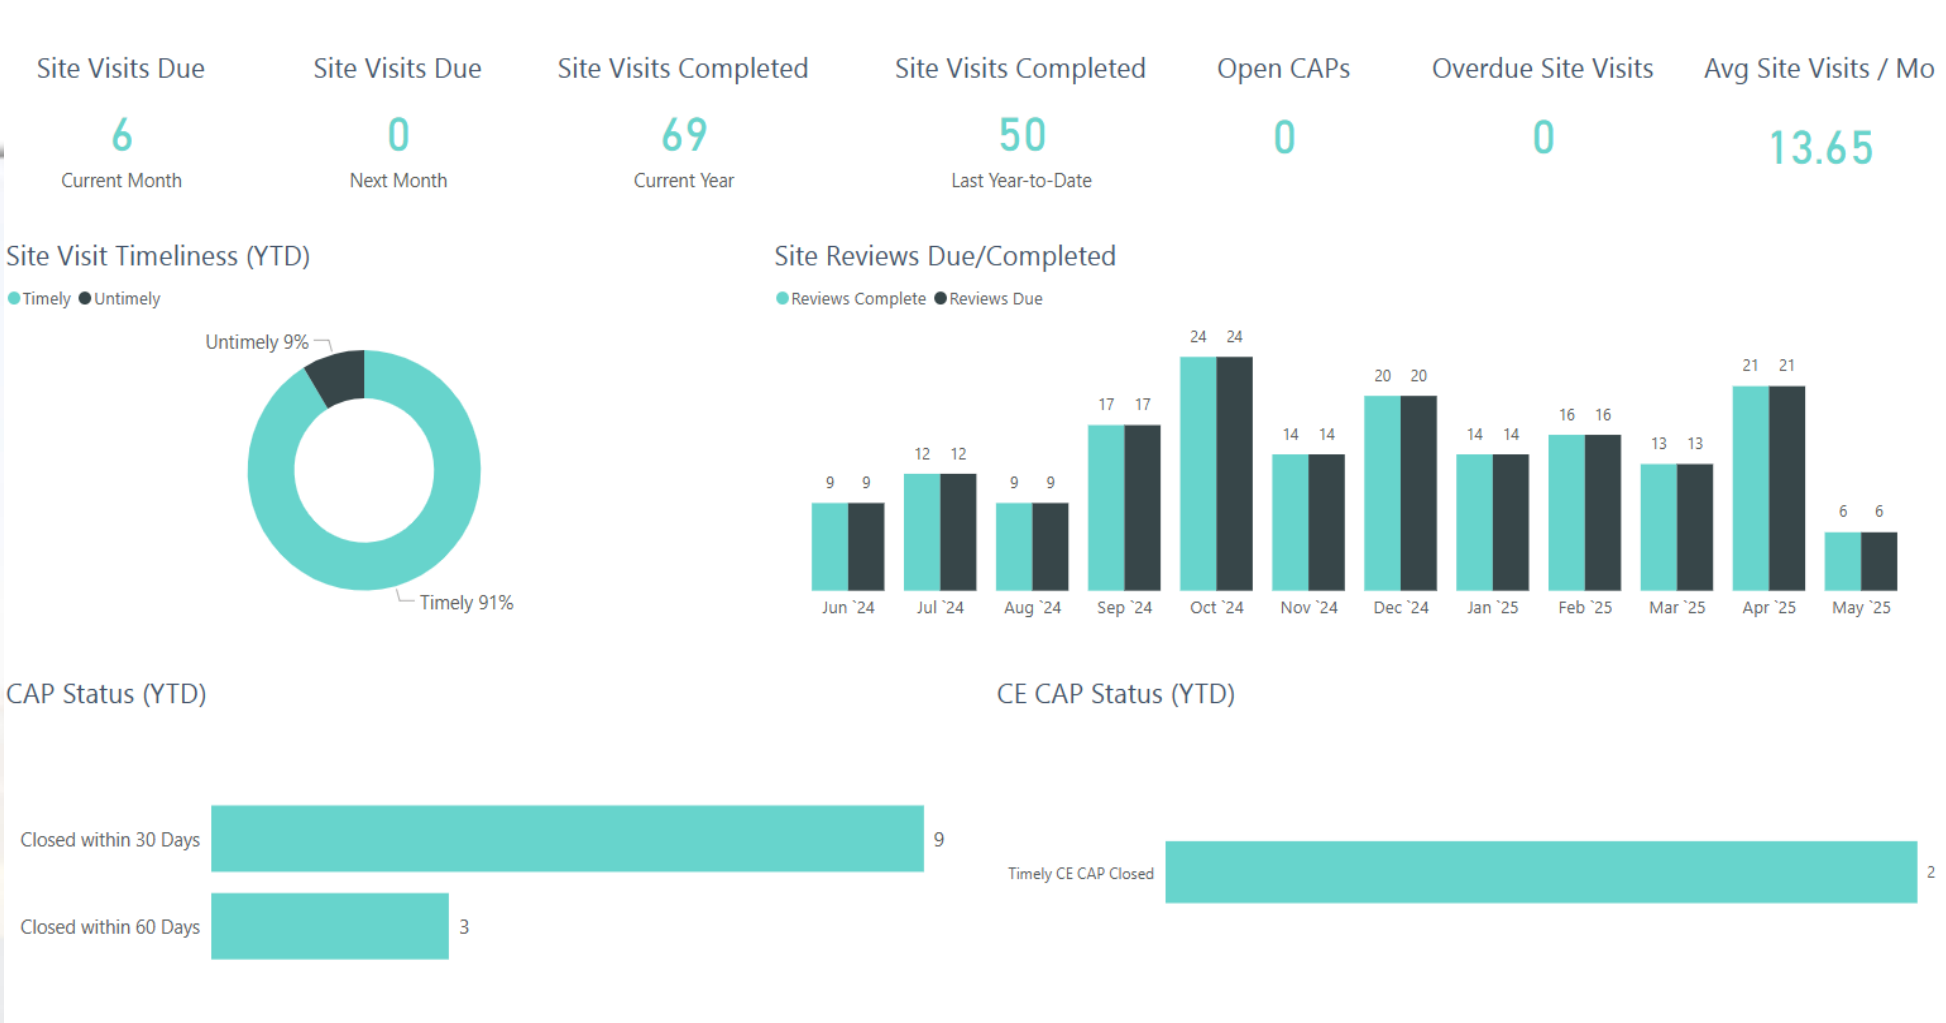 Site Visits Due
6
Current Month
Site Visits Due
0
Next Month
Site Visits Completed
69
Current Year
Site Visits Completed
50
Last Year-to-Date
Open CAPs
0
Overdue Site Visits
0
Avg Site Visits / Mo
13.65
Site Visit Timeliness (YTD)
Timely Untimely
Untimely 9%
Timely 91%
Site Reviews Due/Completed
Reviews Complete Reviews Due
9 9 12 12 9 9 17 17 24 24 14 14 20 20 14 14 16 16 13 13 21 21 6 6
Jun `24 Jul `24 Aug `24 Sep `24 Oct `24 Nov `24 Dec `24 Jan `25 Feb `25 Mar `25 Apr `25 May `25
CAP Status (YTD)
Closed within 30 Days 9
Closed within 60 Days 3
CE CAP Status (YTD)
Timely CE CAP Closed 2